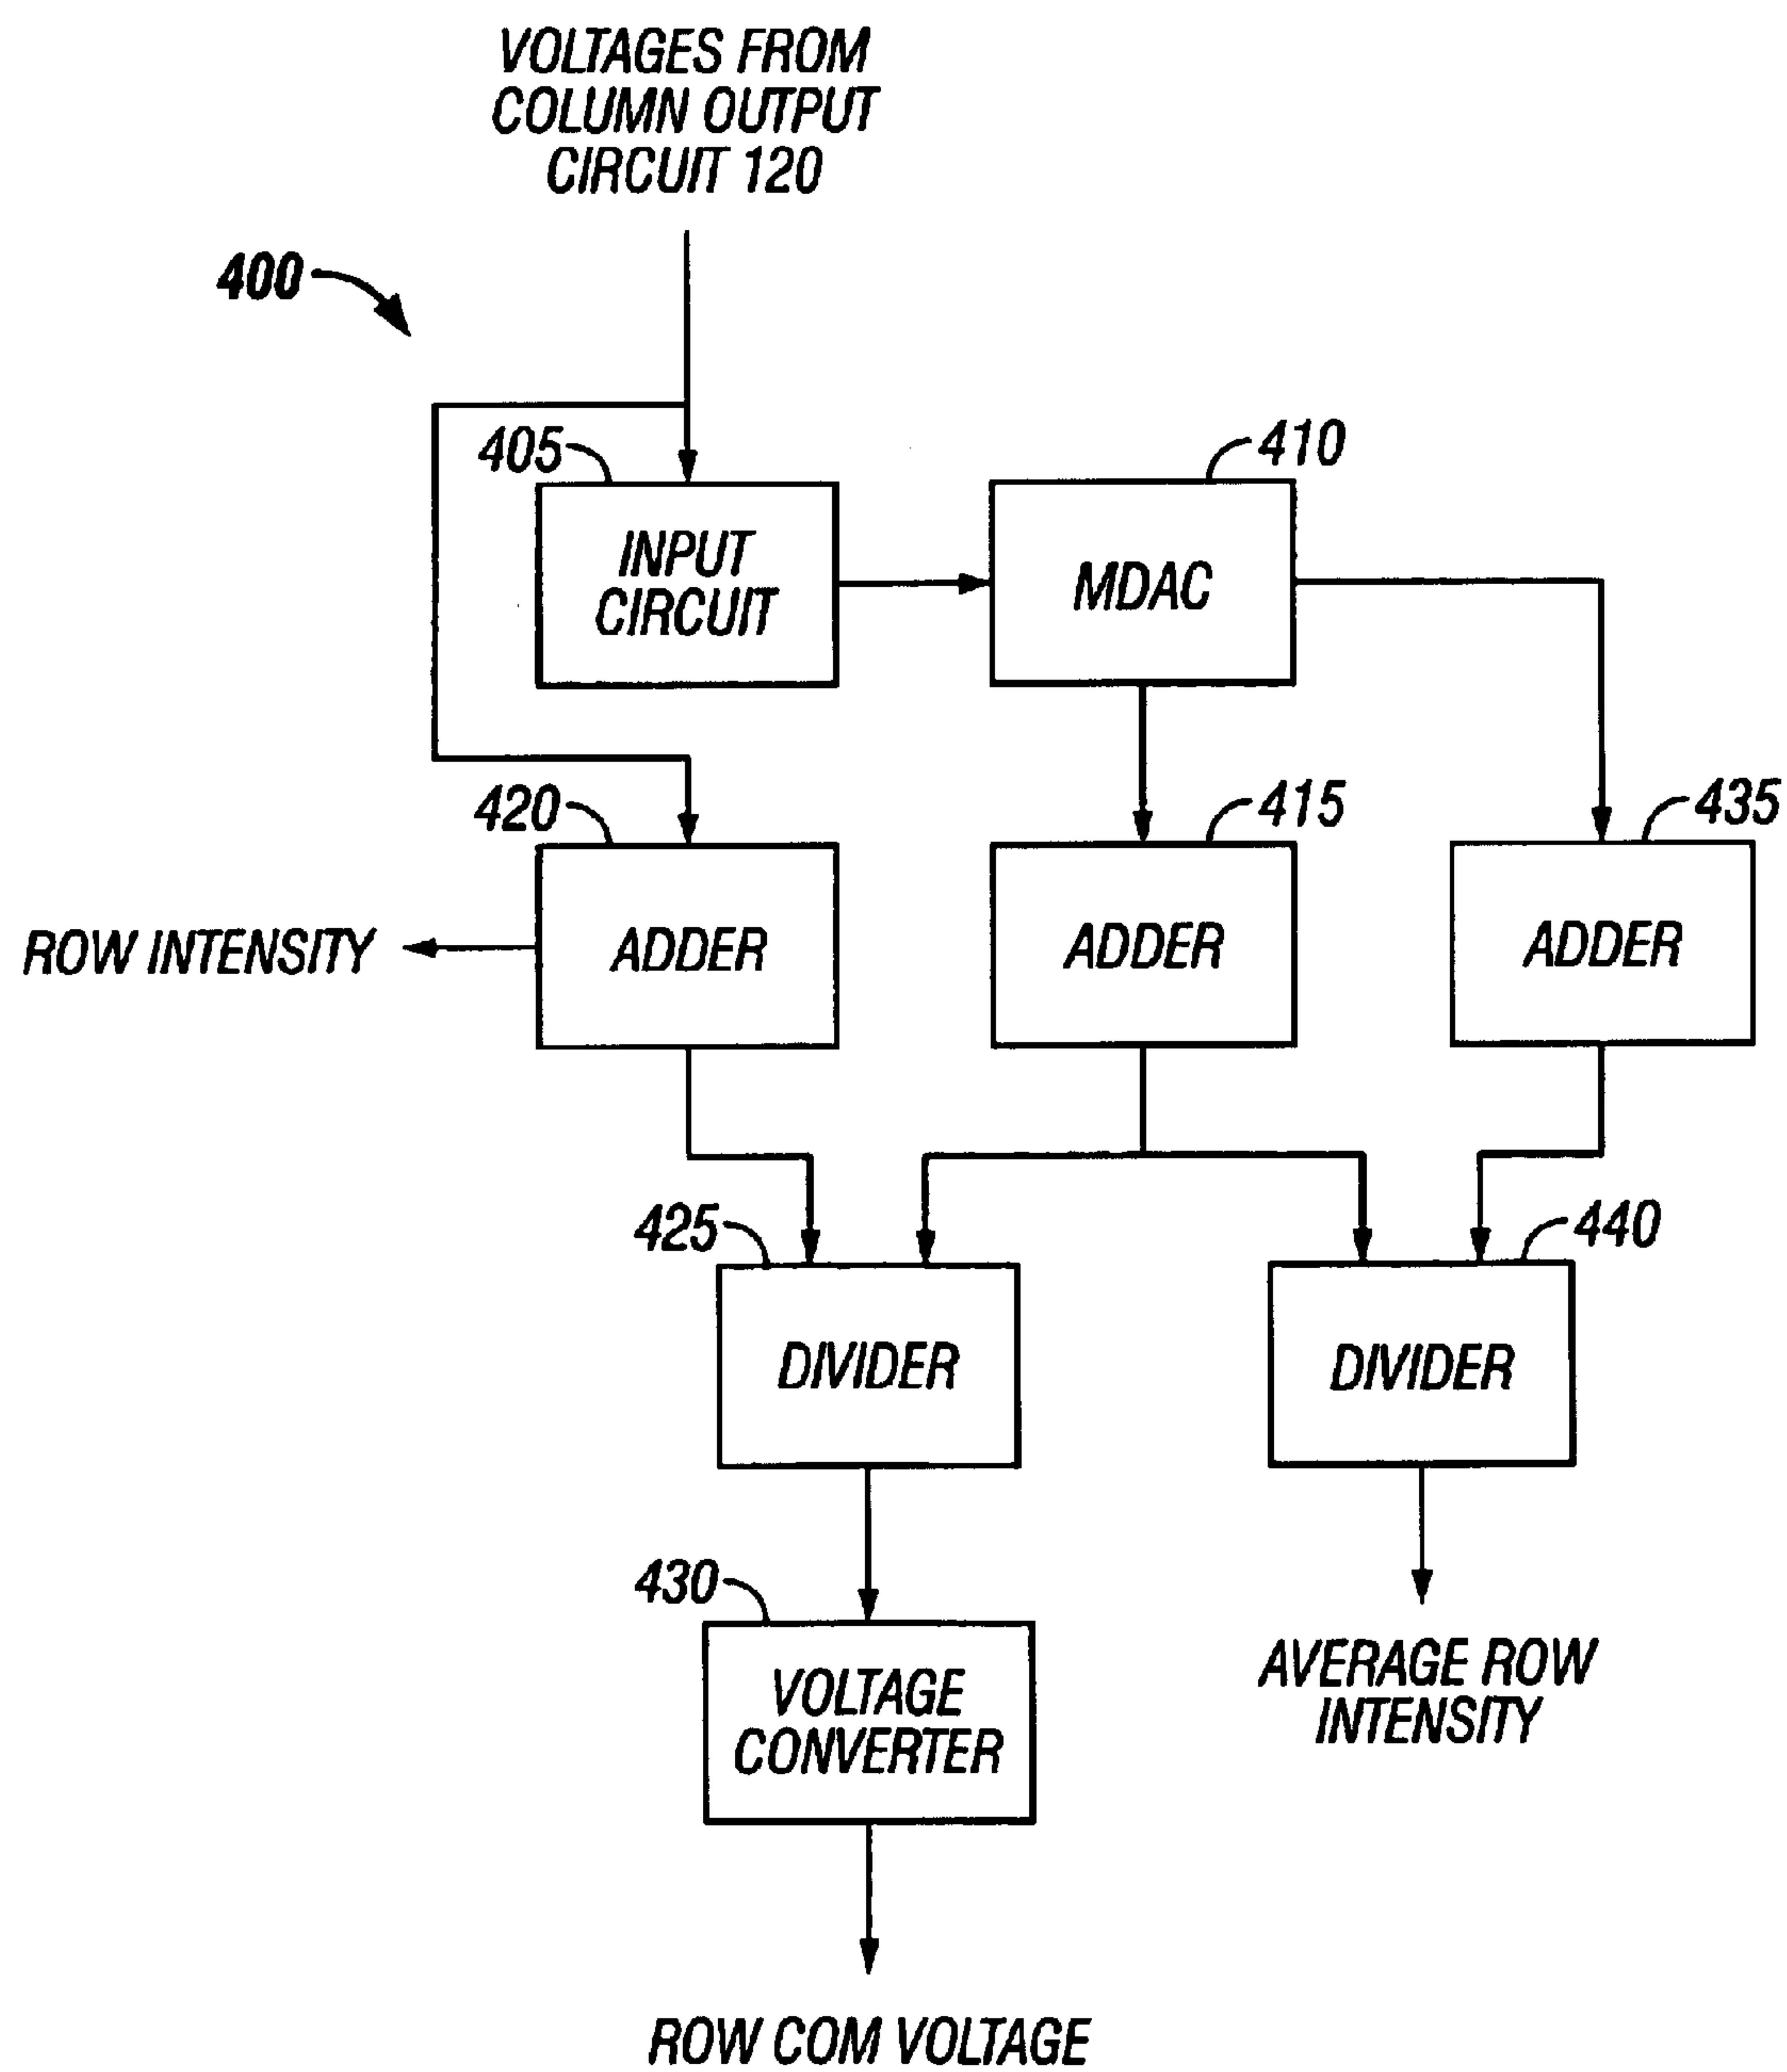 VOLTAGES FROM
COLUMN OUTPUT
CIRCUIT 120
400
405
410
INPUT
CIRCUIT
MDAC
420
415
435
ROW INTENSITY
ADDER
ADDER
ADDER
425
440
DIVIDER
DIVIDER
430
VOLTAGE
CONVERTER
AVERAGE ROW
INTENSITY
ROW COM VOLTAGE